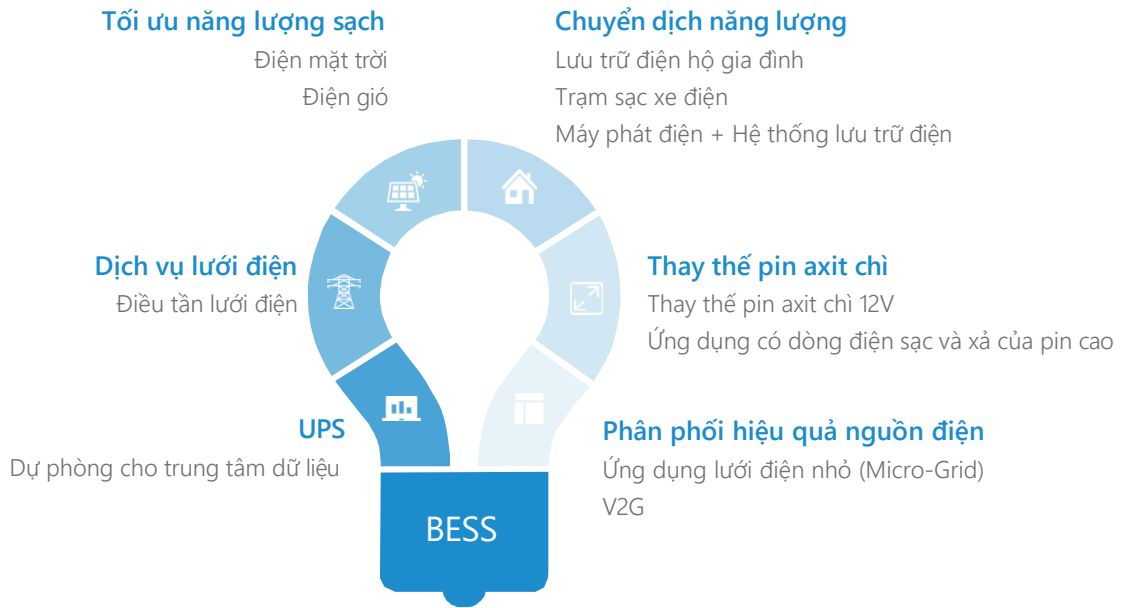 Tối ưu năng lượng sạch
Điện mặt trời
Điện gió
Chuyển dịch năng lượng
Lưu trữ điện hộ gia đình
Trạm sạc xe điện
Máy phát điện + Hệ thống lưu trữ điện
Dịch vụ lưới điện
Điều tần lưới điện
Thay thế pin axit chì
Thay thế pin axit chì 12V
Ứng dụng có dòng điện sạc và xả của pin cao
UPS
Dự phòng cho trung tâm dữ liệu
Phân phối hiệu quả nguồn điện
Ứng dụng lưới điện nhỏ (Micro-Grid)
V2G
BESS